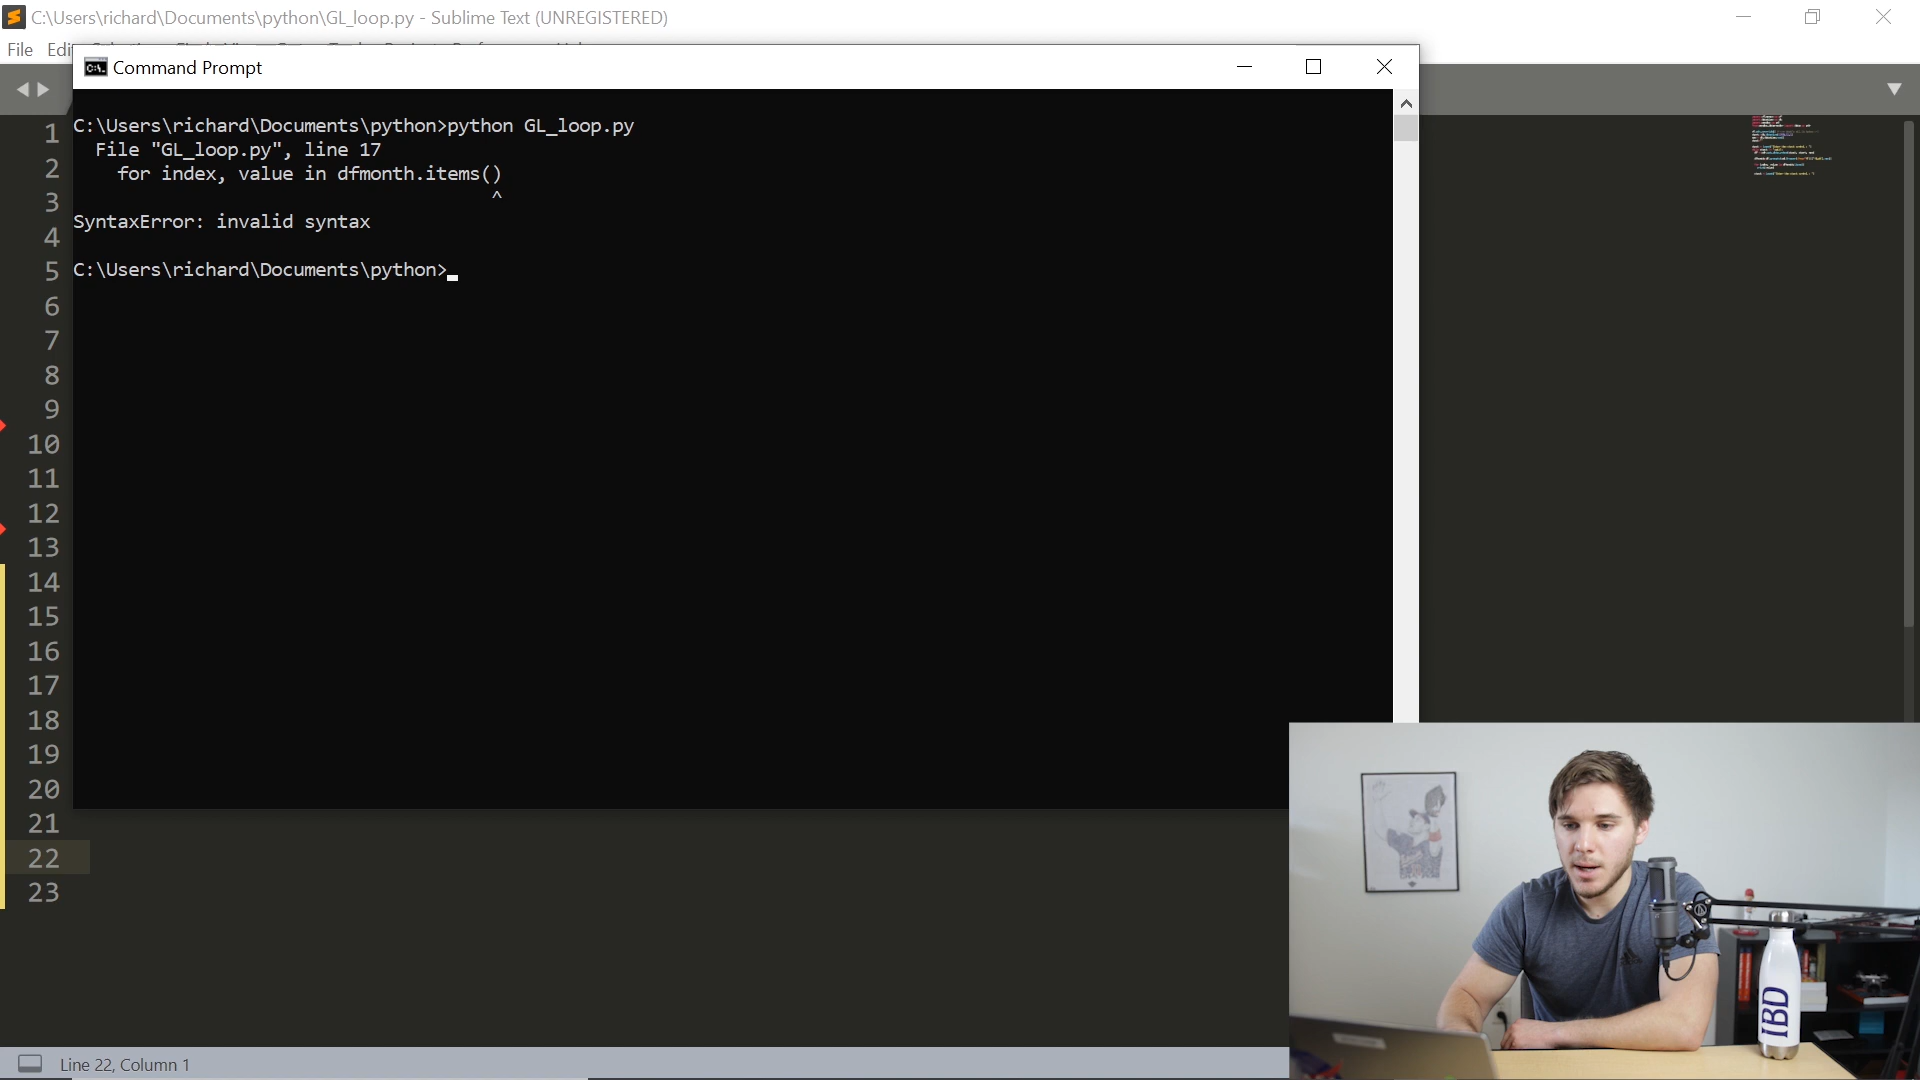 C:\Users\richard\Documents\python\GL_loop.py - Sublime Text (UNREGISTERED)
File Edi
Command Prompt
C:\Users\richard\Documents\python>python GL_loop.py
File "GL_loop.py", line 17
for index, value in dfmonth.items()
^
SyntaxError: invalid syntax
C:\Users\richard\Documents\python>
1
2
3
4
5
6
7
8
9
10
11
12
13
14
15
16
17
18
19
20
21
22
23
IBD
Line 22, Column 1